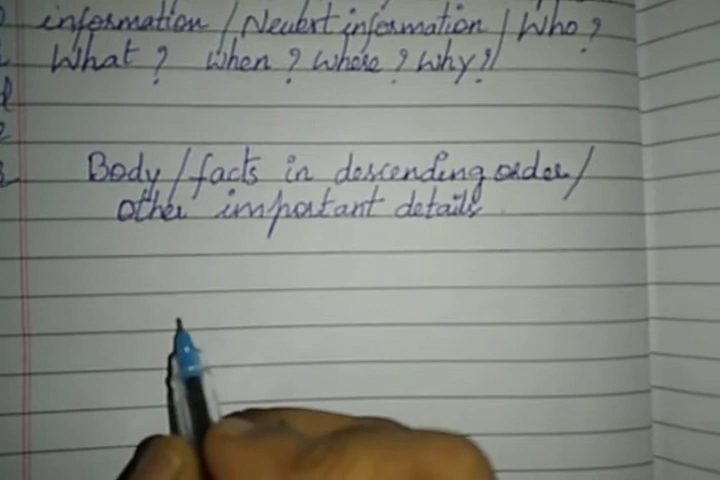 information / Newest information / Who?
What? When? Where? Why?/
Body / facts in descending order /
other important details